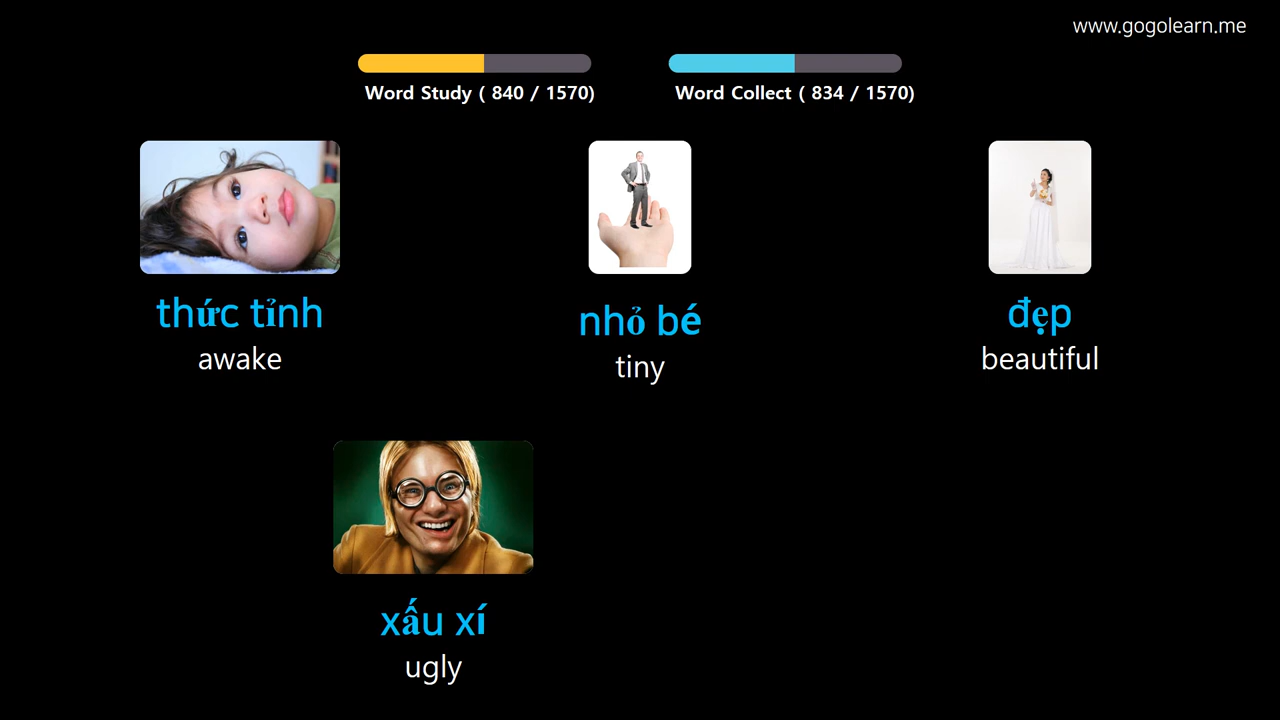 www.gogolearn.me
Word Study ( 840 / 1570)
Word Collect ( 834 / 1570)
thức tỉnh
awake
nhỏ bé
tiny
đẹp
beautiful
xấu xí
ugly